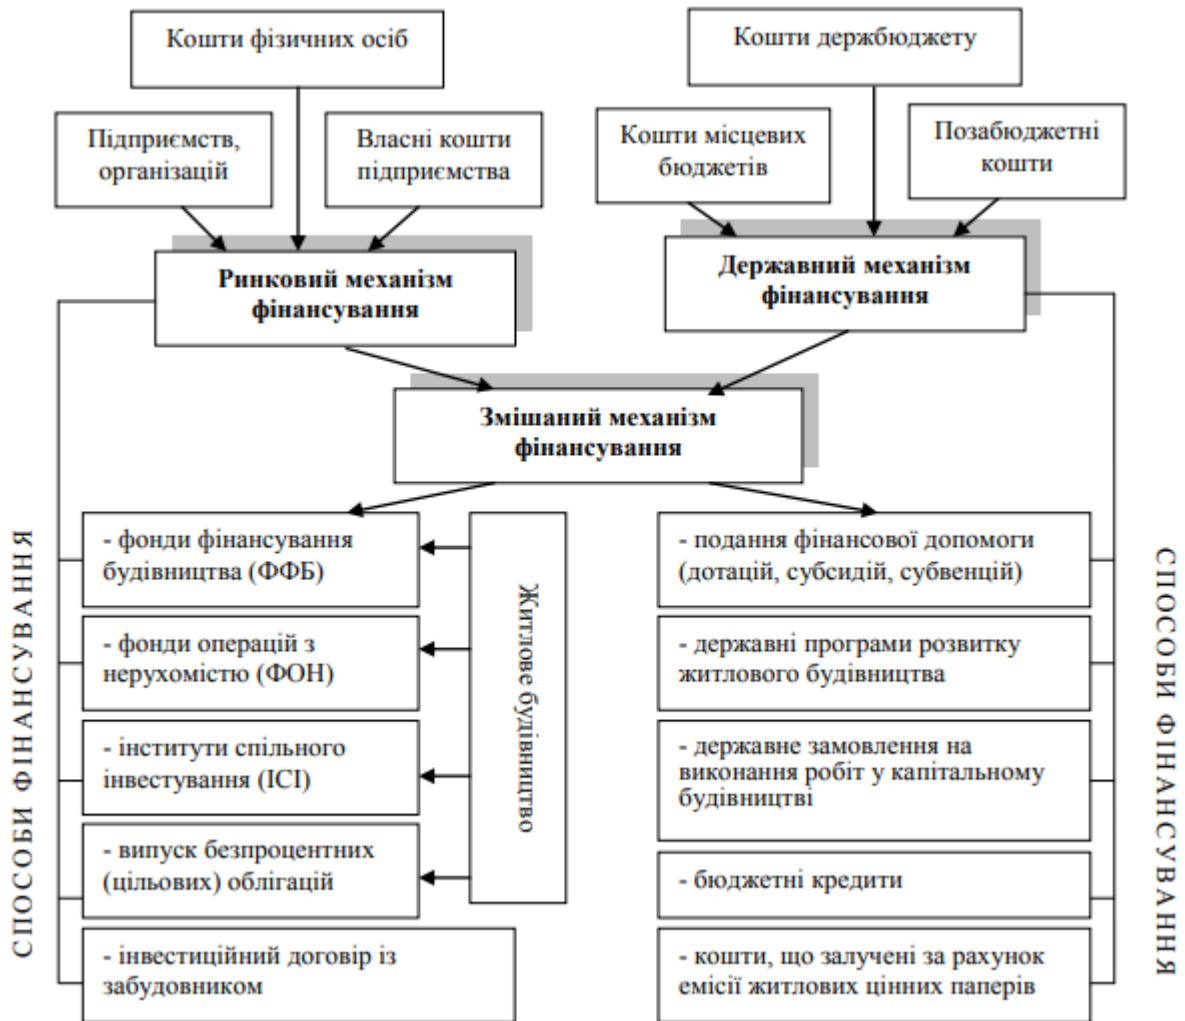 Кошти фізичних осіб
Кошти держбюджету
Підприємств,
організацій
Власні кошти
підприємства
Кошти місцевих
бюджетів
Позабюджетні
кошти
Ринковий механізм
фінансування
Державний механізм
фінансування
Змішаний механізм
фінансування
СПОСОБИ ФІНАНСУВАННЯ
- фонди фінансування
будівництва (ФФБ)
- фонди операцій з
нерухомістю (ФОН)
- інститути спільного
інвестування (ІСІ)
- випуск безпроцентних
(цільових) облігацій
- інвестиційний договір із
забудовником
Житлове будівництво
- подання фінансової допомоги
(дотацій, субсидій, субвенцій)
- державні програми розвитку
житлового будівництва
- державне замовлення на
виконання робіт у капітальному
будівництві
- бюджетні кредити
- кошти, що залучені за рахунок
емісії житлових цінних паперів
СПОСОБИ ФІНАНСУВАННЯ